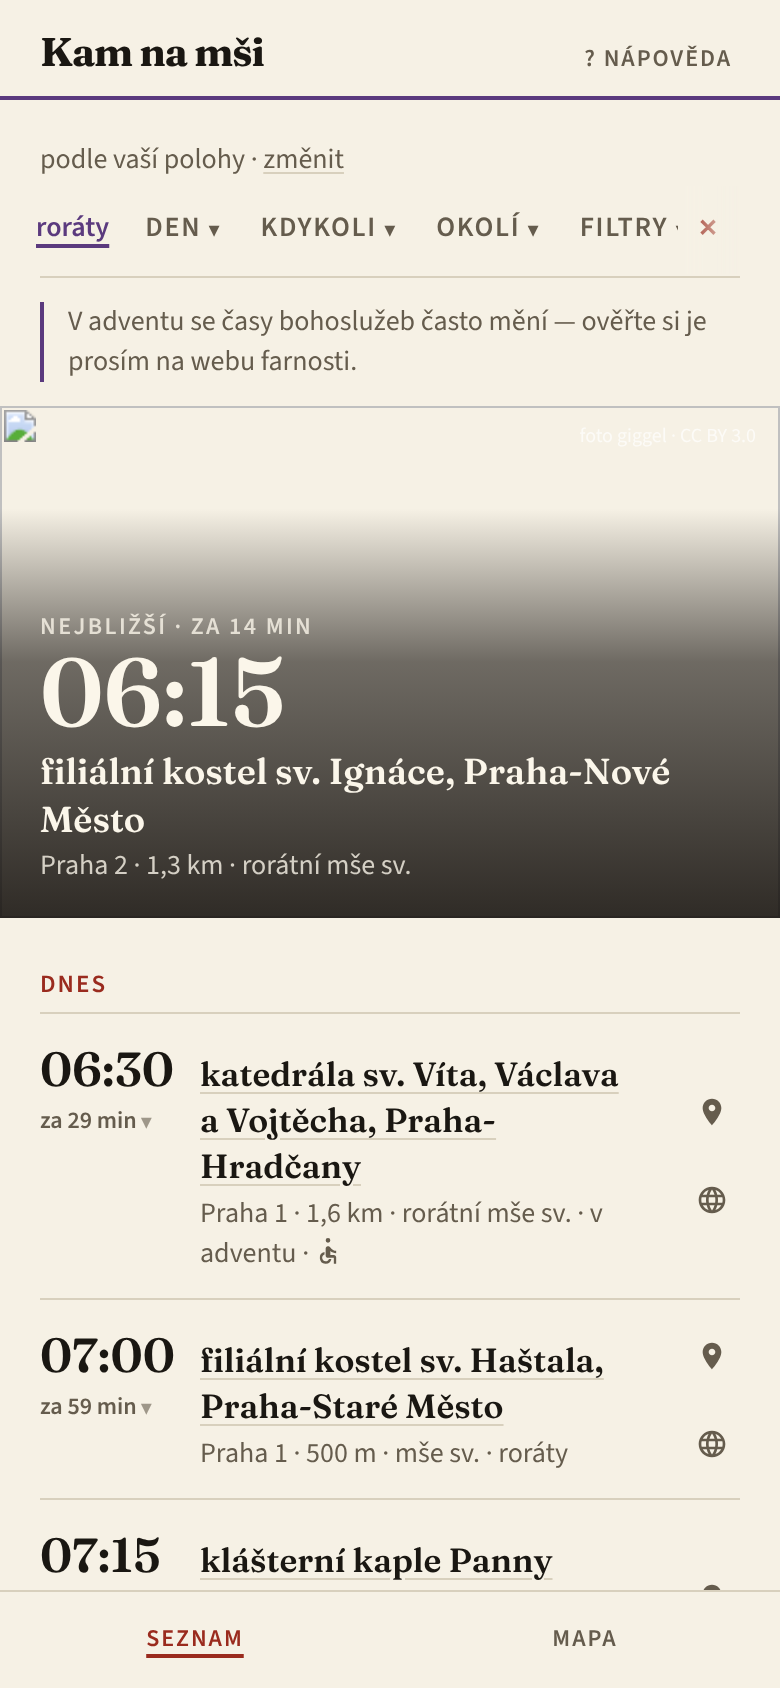 Kam na mši
? NÁPOVĚDA
podle vaší polohy · změnit
roráty DEN ▾ KDYKOLI ▾ OKOLÍ ▾ FILTRY ✕
V adventu se časy bohoslužeb často mění — ověřte si je
prosím na webu farnosti.
foto giggel · CC BY 3.0
NEJBLIŽŠÍ · ZA 14 MIN
06:15
filiální kostel sv. Ignáce, Praha-Nové
Město
Praha 2 · 1,3 km · rorátní mše sv.
DNES
06:30
za 29 min ▾
katedrála sv. Víta, Václava
a Vojtěcha, Praha-
Hradčany
Praha 1 · 1,6 km · rorátní mše sv. · v
adventu ·
07:00
za 59 min ▾
filiální kostel sv. Haštala,
Praha-Staré Město
Praha 1 · 500 m · mše sv. · roráty
07:15
klášterní kaple Panny
SEZNAM
MAPA